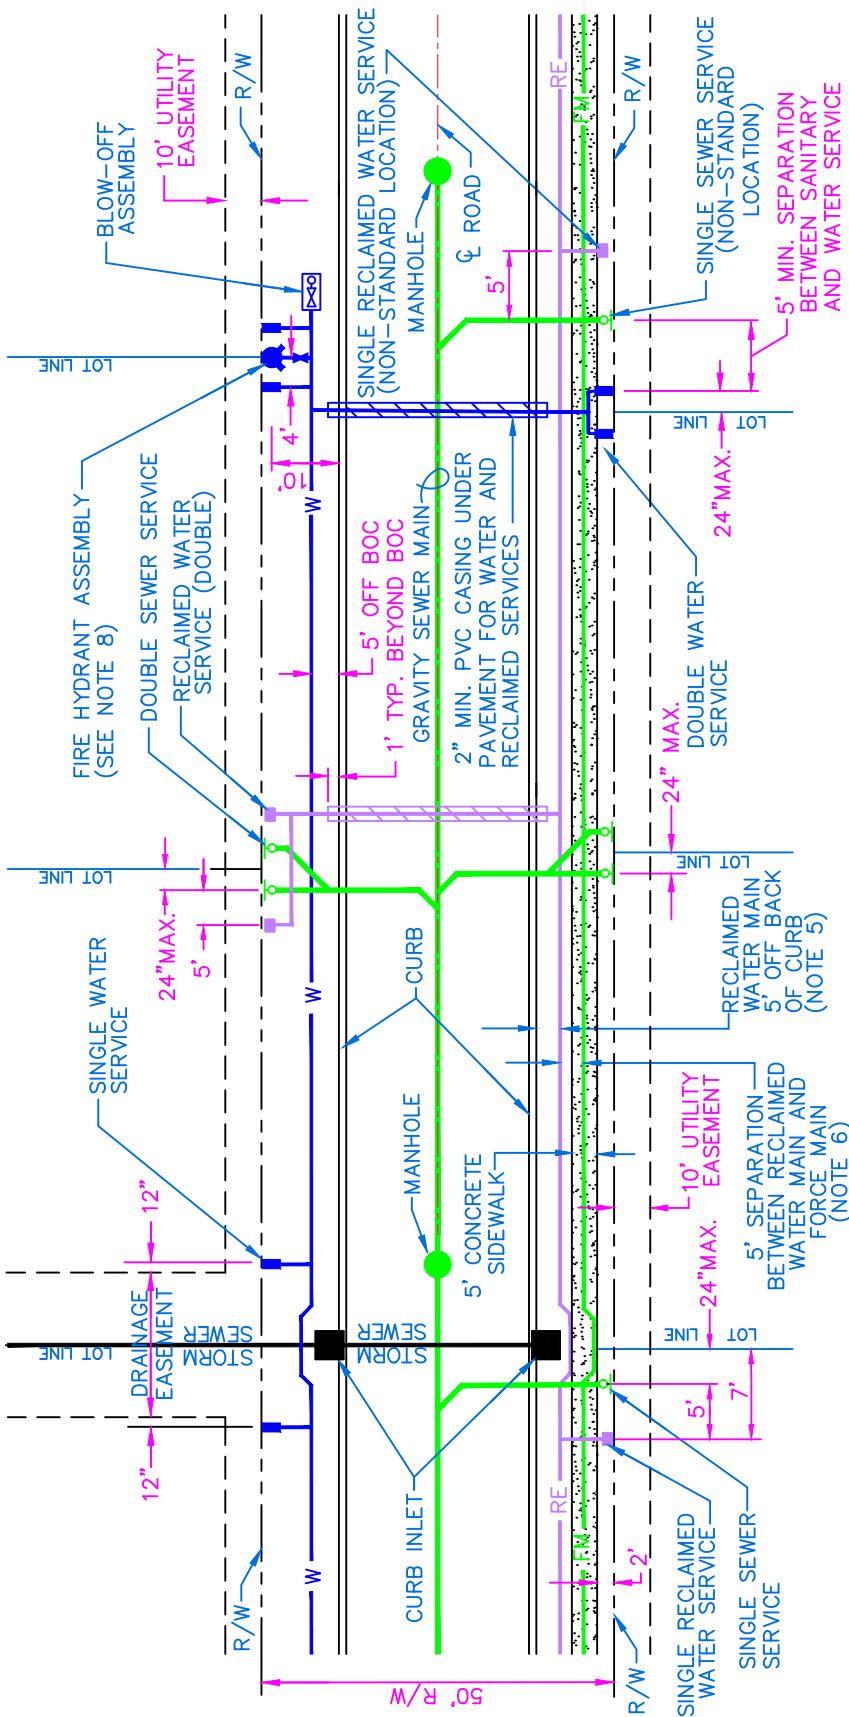 10' UTILITY
EASEMENT
R/W
BLOW-OFF
ASSEMBLY
LOT LINE
FIRE HYDRANT ASSEMBLY
(SEE NOTE 8)
DOUBLE SEWER SERVICE
RECLAIMED WATER
SERVICE (DOUBLE)
4'
10'
LOT LINE
24"MAX.
5'
SINGLE WATER
SERVICE
12"
DRAINAGE
EASEMENT
LOT LINE
STORM
SEWER
12"
R/W
50' R/W
W
W
W
SINGLE RECLAIMED WATER SERVICE
(NON-STANDARD LOCATION)
MANHOLE
℄ ROAD
5'
GRAVITY SEWER MAIN
5' OFF BOC
1' TYP. BEYOND BOC
2" MIN. PVC CASING UNDER
PAVEMENT FOR WATER AND
RECLAIMED SERVICES
CURB
MANHOLE
5' CONCRETE
SIDEWALK
STORM
SEWER
CURB INLET
RE
FM
RE
FM
R/W
SINGLE SEWER SERVICE
(NON-STANDARD
LOCATION)
5' MIN. SEPARATION
BETWEEN SANITARY
AND WATER SERVICE
LOT LINE
24"MAX.
DOUBLE WATER
SERVICE
24" MAX.
LOT LINE
RECLAIMED
WATER MAIN
5' OFF BACK
OF CURB
(NOTE 5)
10' UTILITY
EASEMENT
5' SEPARATION
BETWEEN RECLAIMED
WATER MAIN AND
FORCE MAIN
(NOTE 6)
24"MAX.
LOT LINE
5'
7'
2'
R/W
SINGLE RECLAIMED
WATER SERVICE
SINGLE SEWER
SERVICE